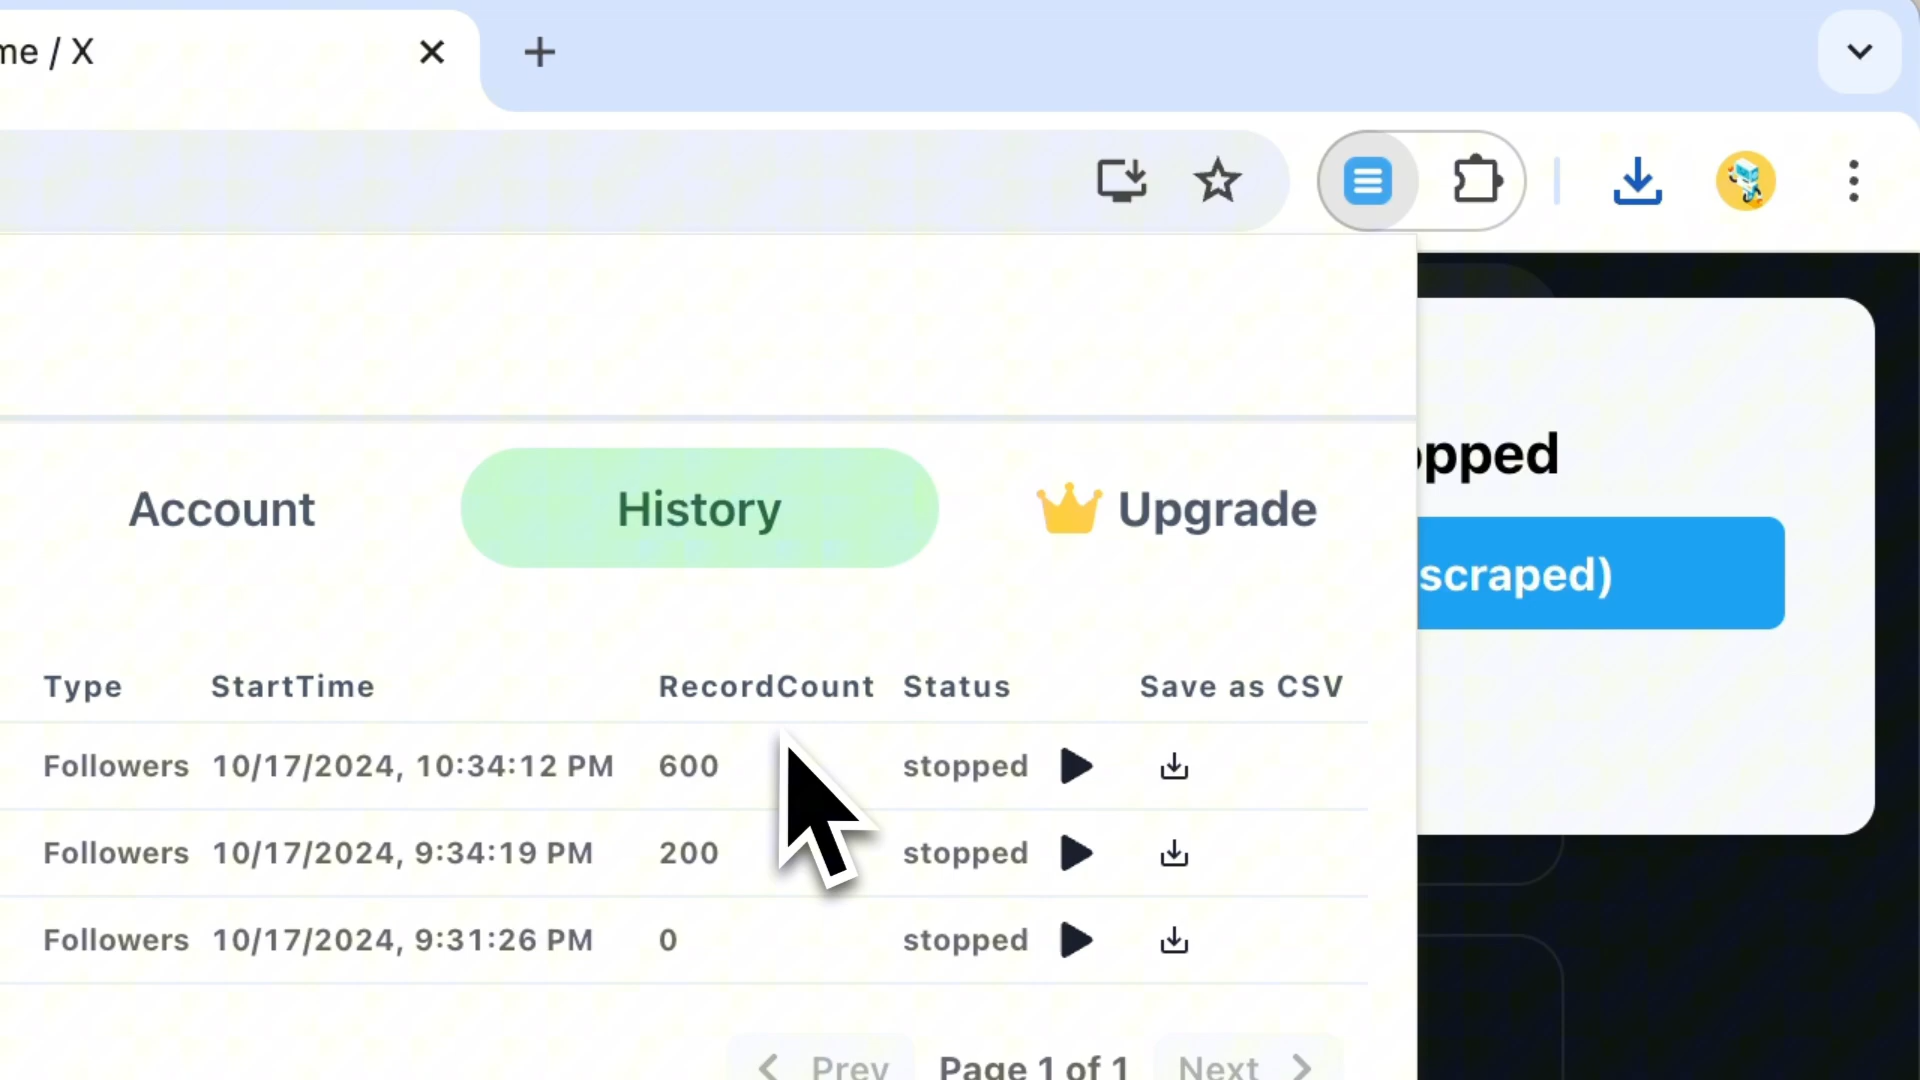 me / X
Account History Upgrade
opped
scraped)
Type StartTime RecordCount Status Save as CSV
Followers 10/17/2024, 10:34:12 PM 600 stopped
Followers 10/17/2024, 9:34:19 PM 200 stopped
Followers 10/17/2024, 9:31:26 PM 0 stopped
Prev Page 1 of 1 Next